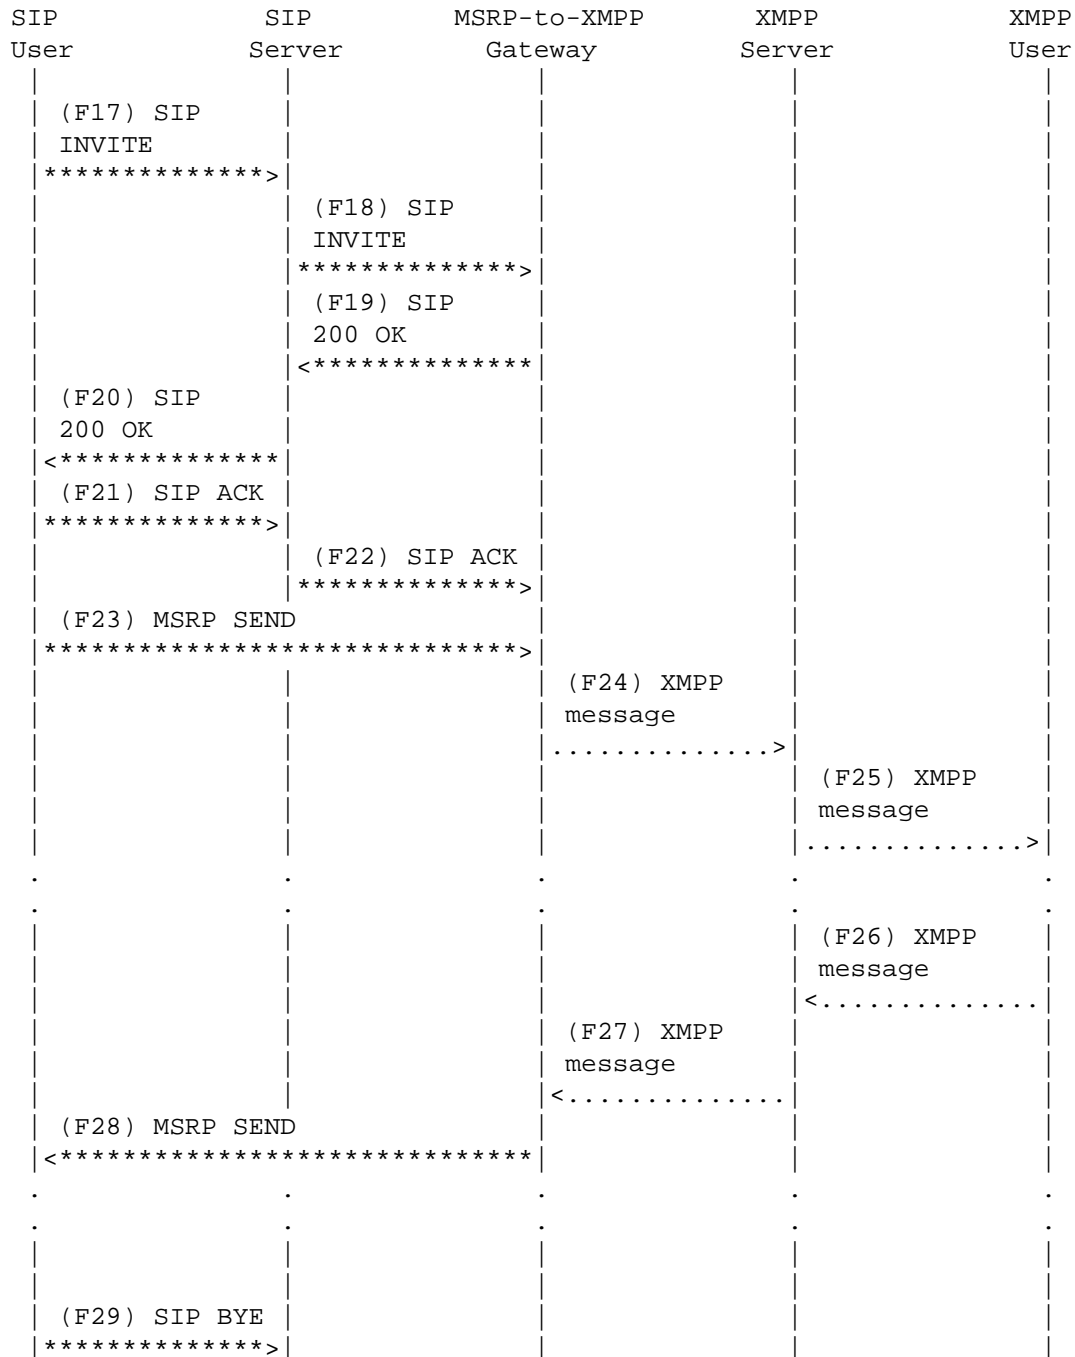 SIP SIP MSRP-to-XMPP XMPP XMPP
User Server Gateway Server User
(F17) SIP
INVITE
**************>
(F18) SIP
INVITE
**************>
(F19) SIP
200 OK
<**************
(F20) SIP
200 OK
<**************
(F21) SIP ACK
**************>
(F22) SIP ACK
**************>
(F23) MSRP SEND
******************************>
(F24) XMPP
message
..............>
(F25) XMPP
message
..............>
. . . . .
. . . . .
(F26) XMPP
message
<..............
(F27) XMPP
message
<..............
(F28) MSRP SEND
<******************************
. . . . .
. . . . .
(F29) SIP BYE
**************>